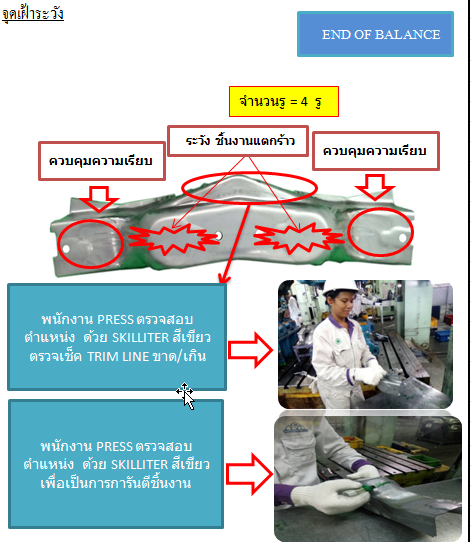 จุดเฝ้าระวัง
END OF BALANCE
จำนวนรู = 4 รู
ระวัง ชิ้นงานแตกร้าว
ควบคุมความเรียบ
ควบคุมความเรียบ
พนักงาน PRESS ตรวจสอบ
ตำแหน่ง ด้วย SKILLITER สีเขียว
ตรวจเช็ค TRIM LINE ขาด/เกิน
พนักงาน PRESS ตรวจสอบ
ตำแหน่ง ด้วย SKILLITER สีเขียว
เพื่อเป็นการการันตีชิ้นงาน